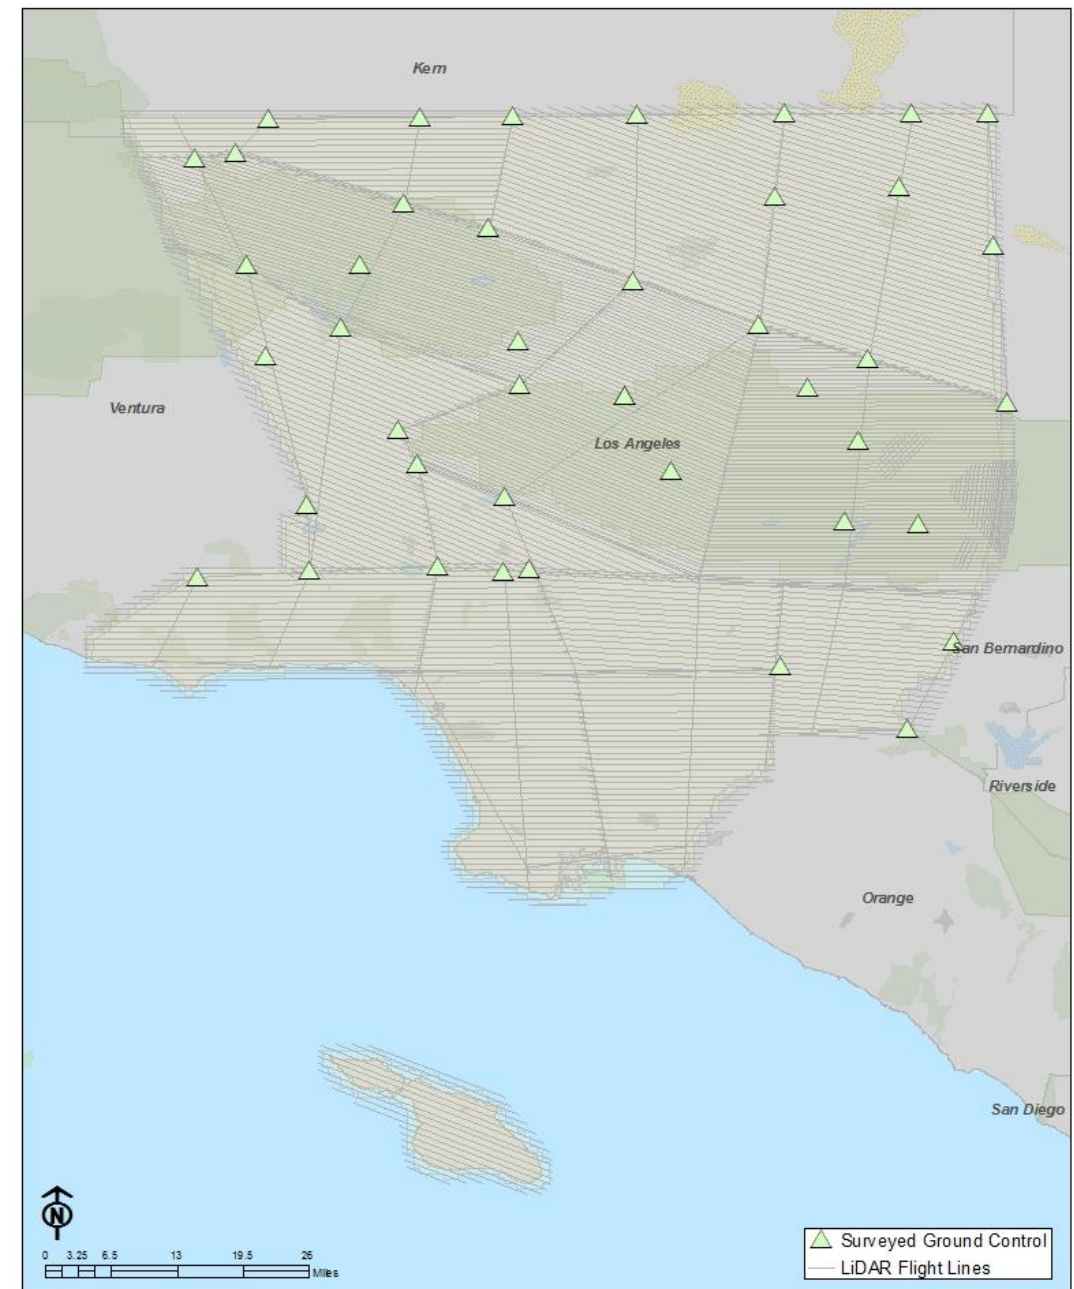 Kern
Ventura
Los Angeles
San Bernardino
Riverside
Orange
San Diego
N
0 3.25 6.5 13 19.5 26
Miles
Surveyed Ground Control
LiDAR Flight Lines